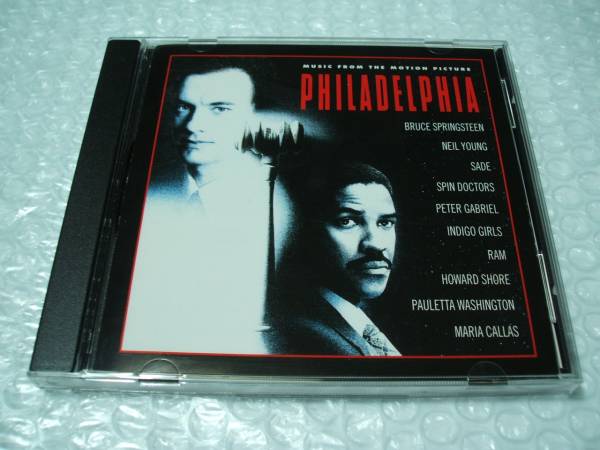 MUSIC FROM THE MOTION PICTURE
PHILADELPHIA
BRUCE SPRINGSTEEN
NEIL YOUNG
SADE
SPIN DOCTORS
PETER GABRIEL
INDIGO GIRLS
RAM
HOWARD SHORE
PAULETTA WASHINGTON
MARIA CALLAS